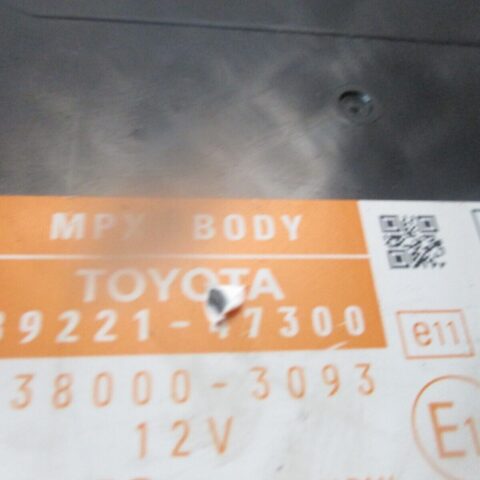 MPX BODY
TOYOTA
89221-47300
38000-3093
12V
e11
E1